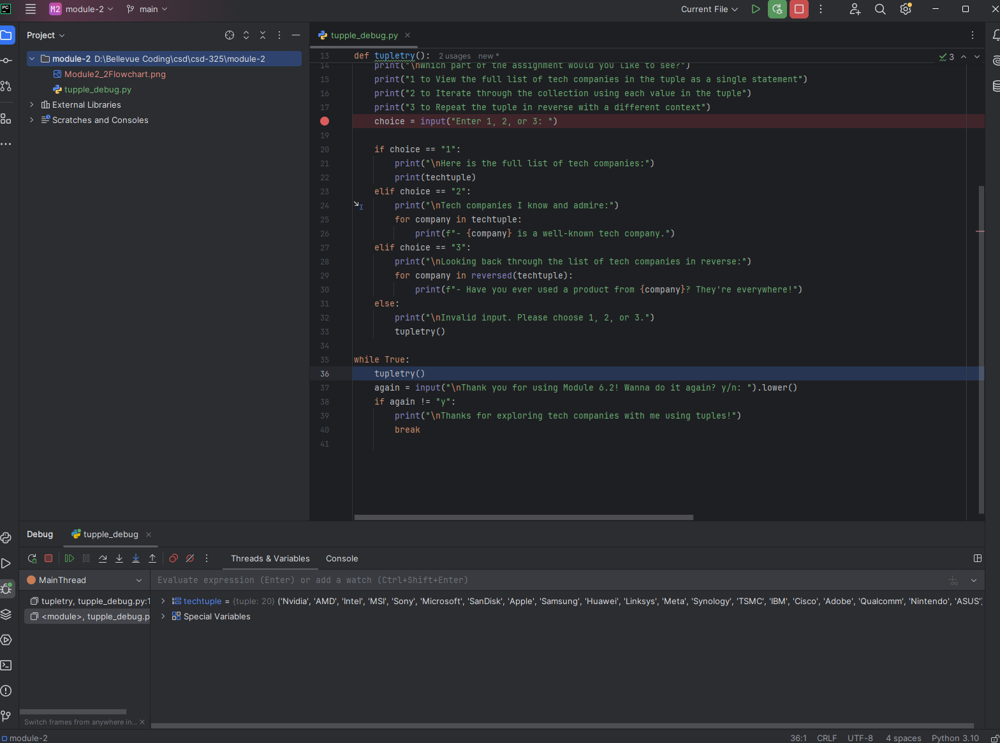 PC
M2 module-2 main Current File
Project
tupple_debug.py
module-2 D:\Bellevue Coding\csd\csd-325\module-2
Module2_2Flowchart.png
tupple_debug.py
External Libraries
Scratches and Consoles
13 def tupletry(): 2 usages new *
3
14 print("\nWhich part of the assignment would you like to see?")
15 print("1 to View the full list of tech companies in the tuple as a single statement")
16 print("2 to Iterate through the collection using each value in the tuple")
17 print("3 to Repeat the tuple in reverse with a different context")
choice = input("Enter 1, 2, or 3: ")
19
20 if choice == "1":
21 print("\nHere is the full list of tech companies:")
22 print(techtuple)
23 elif choice == "2":
24 print("\nTech companies I know and admire:")
25 for company in techtuple:
26 print(f"- {company} is a well-known tech company.")
27 elif choice == "3":
28 print("\nLooking back through the list of tech companies in reverse:")
29 for company in reversed(techtuple):
30 print(f"- Have you ever used a product from {company}? They're everywhere!")
31 else:
32 print("\nInvalid input. Please choose 1, 2, or 3.")
33 tupletry()
34
35 while True:
36 tupletry()
37 again = input("\nThank you for using Module 6.2! Wanna do it again? y/n: ").lower()
38 if again != "y":
39 print("\nThanks for exploring tech companies with me using tuples!")
40 break
41
Debug tupple_debug
Threads & Variables Console
MainThread
Evaluate expression (Enter) or add a watch (Ctrl+Shift+Enter)
tupletry, tupple_debug.py:1
<module>, tupple_debug.p
techtuple = {tuple: 20} ('Nvidia', 'AMD', 'Intel', 'MSI', 'Sony', 'Microsoft', 'SanDisk', 'Apple', 'Samsung', 'Huawei', 'Linksys', 'Meta', 'Synology', 'TSMC', 'IBM', 'Cisco', 'Adobe', 'Qualcomm', 'Nintendo', 'ASUS')
Special Variables
Switch frames from anywhere in...
module-2
36:1 CRLF UTF-8 4 spaces Python 3.10